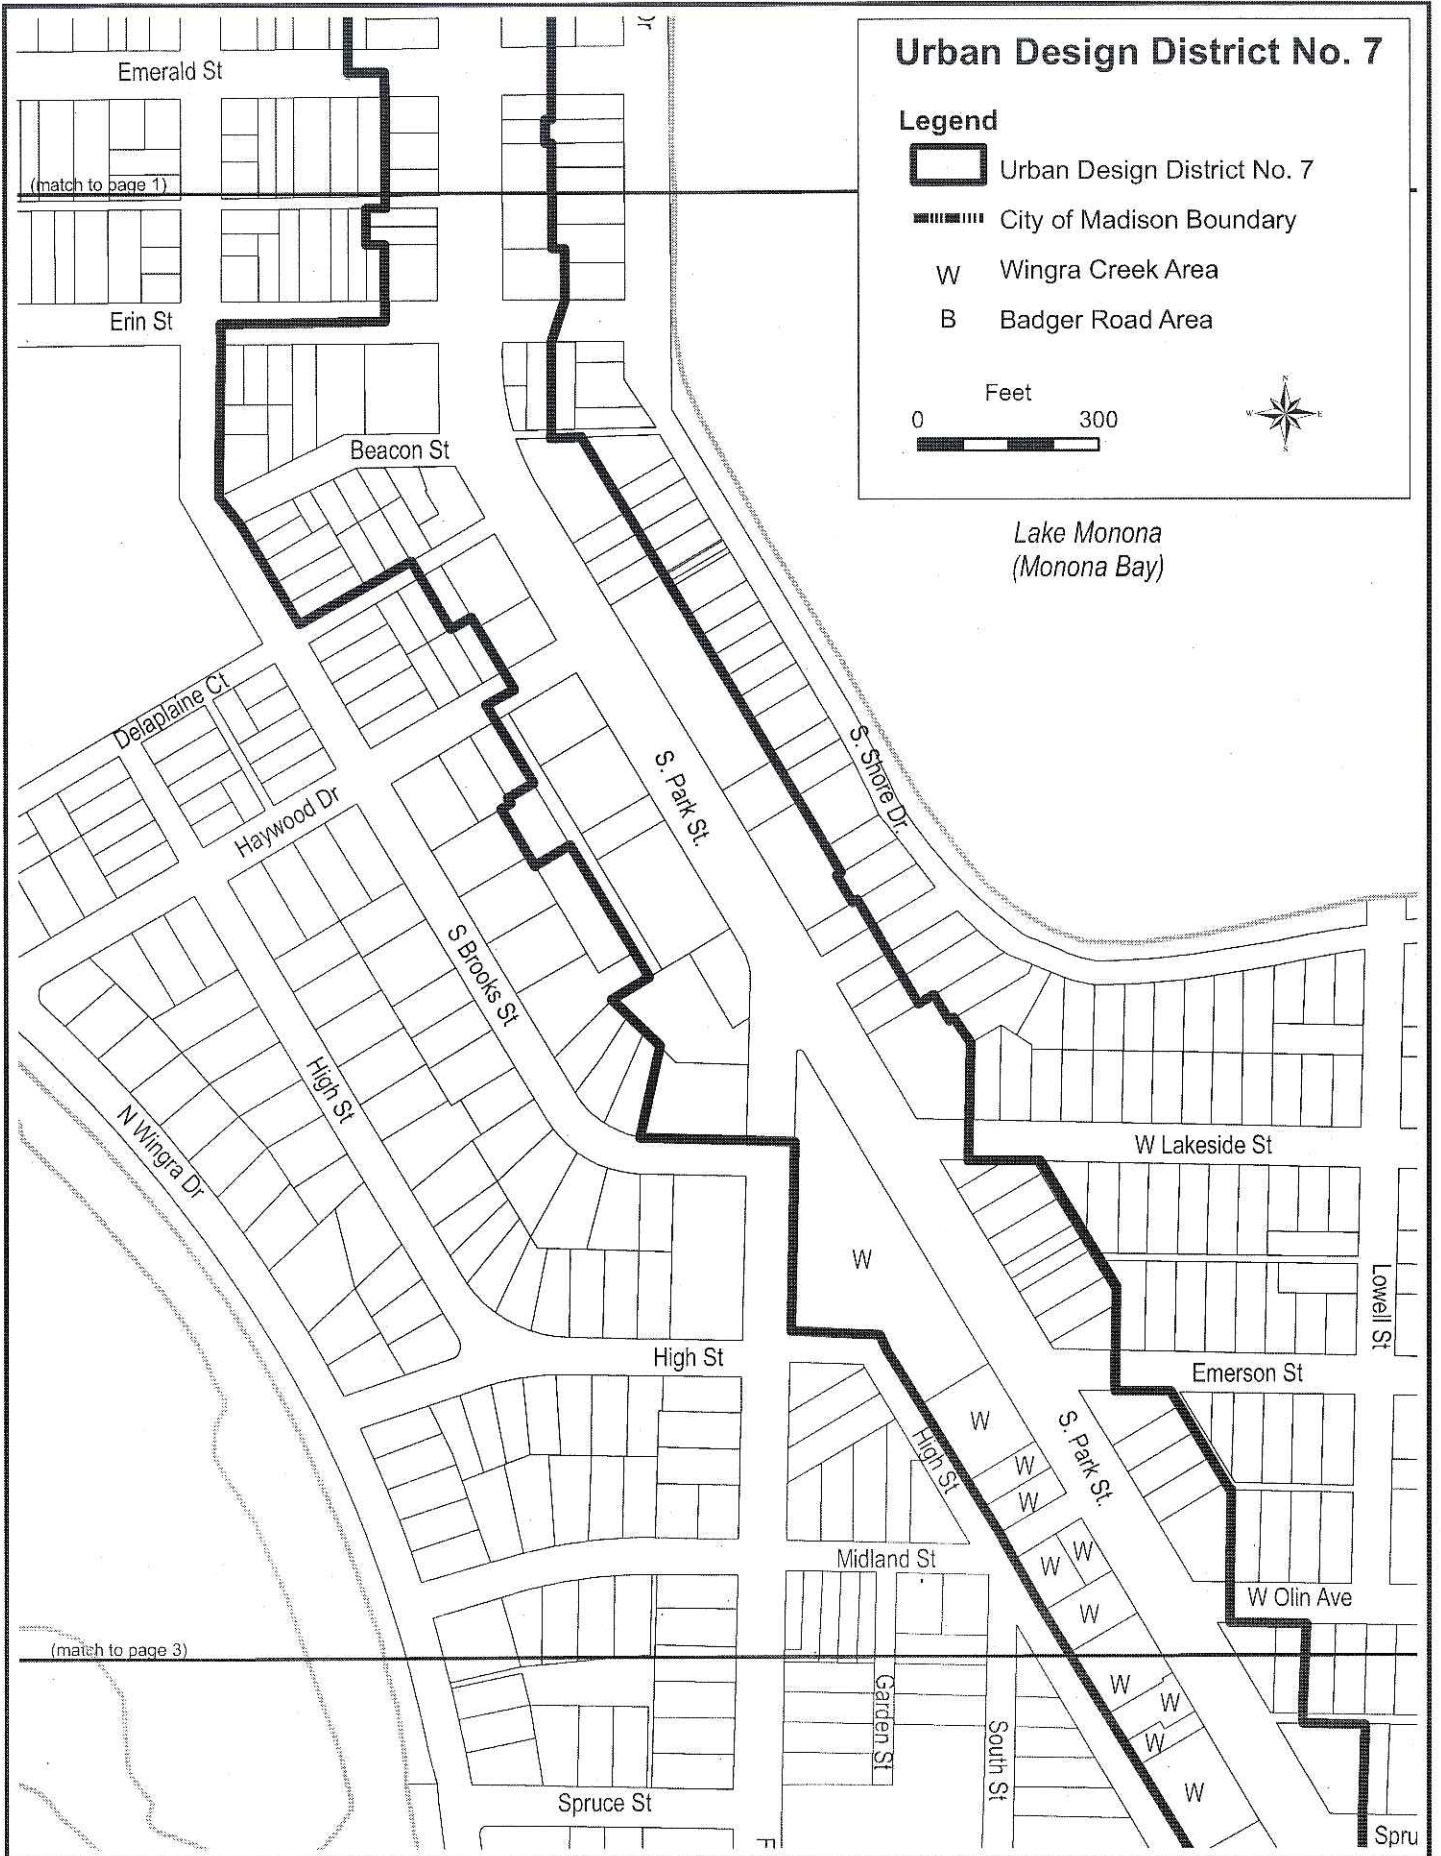 Urban Design District No. 7
Legend
Urban Design District No. 7
City of Madison Boundary
W Wingra Creek Area
B Badger Road Area
Feet
0 300
N
W E
S
Dr
Emerald St
(match to page 1)
Erin St
Beacon St
Lake Monona
(Monona Bay)
Delaplaine Ct
Haywood Dr
S. Park St.
S. Shore Dr.
S Brooks St
High St
N Wingra Dr
W Lakeside St
W
Lowell St
High St
Emerson St
W
High St
S. Park St.
W
W
Midland St
W
W
W Olin Ave
W
(match to page 3)
W
W
Garden St
South St
W
W
Spruce St
Spru
F